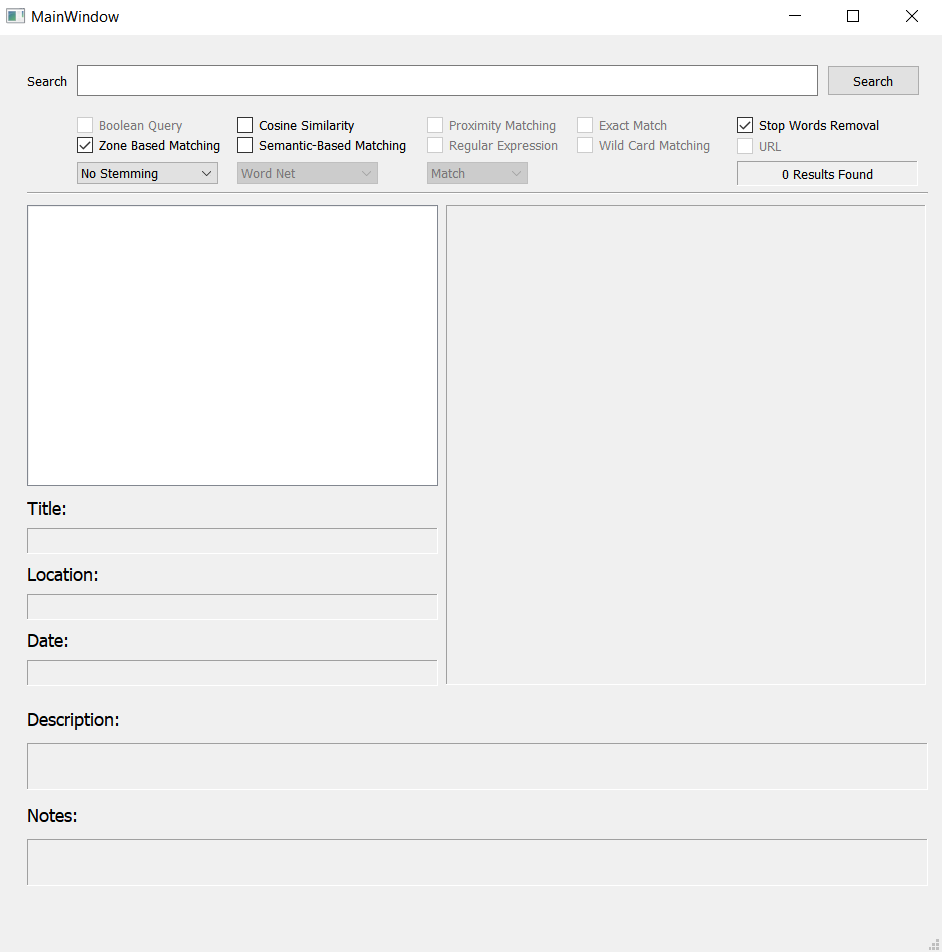 MainWindow
Search Search
Boolean Query Cosine Similarity Proximity Matching Exact Match Stop Words Removal
Zone Based Matching Semantic-Based Matching Regular Expression Wild Card Matching URL
No Stemming Word Net Match 0 Results Found
Title:
Location:
Date:
Description:
Notes: